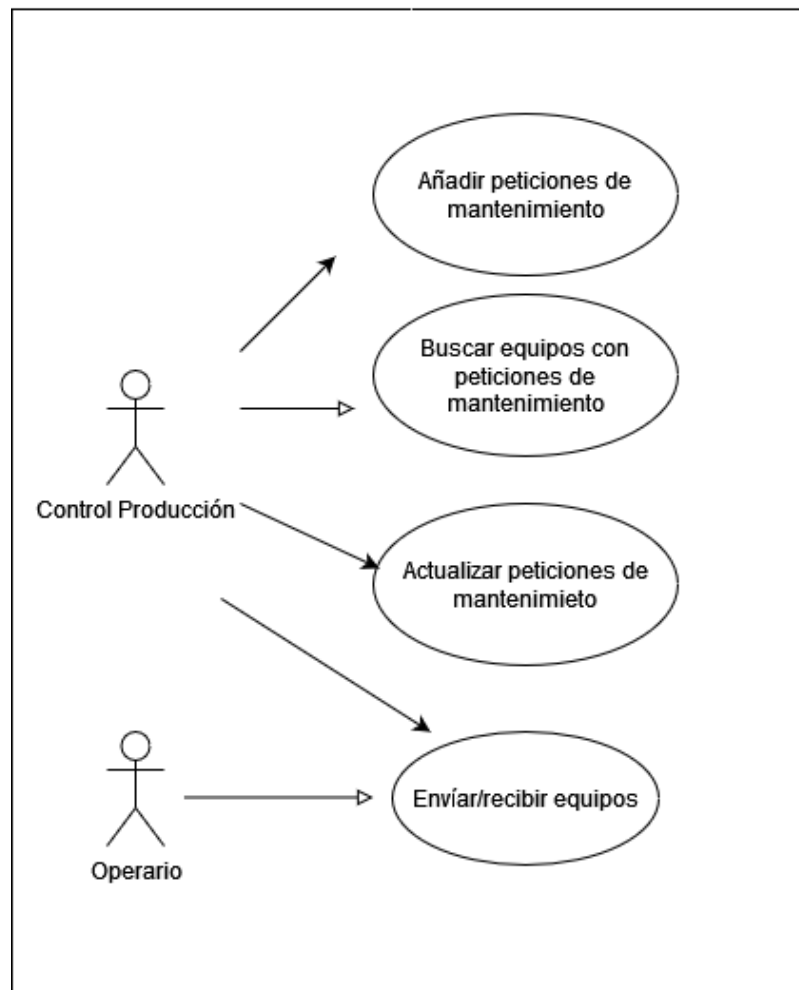 Añadir peticiones de
mantenimiento
Buscar equipos con
peticiones de
mantenimiento
Control Producción
Actualizar peticiones de
mantenimieto
Envíar/recibir equipos
Operario